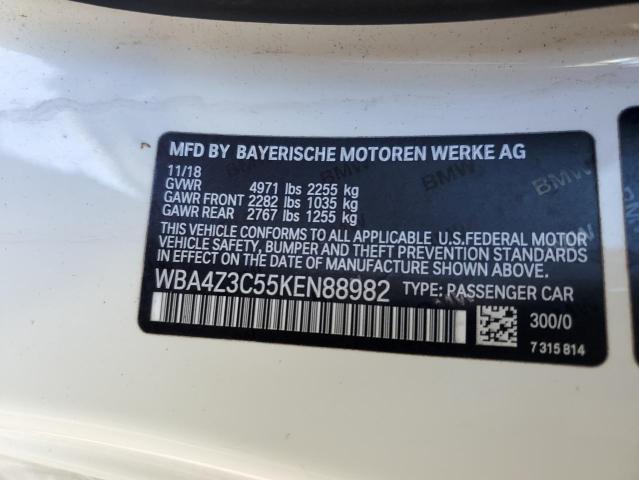 MFD BY BAYERISCHE MOTOREN WERKE AG
11/18
GVWR 4971 lbs 2255 kg
GAWR FRONT 2282 lbs 1035 kg
GAWR REAR 2767 lbs 1255 kg
THIS VEHICLE CONFORMS TO ALL APPLICABLE U.S.FEDERAL MOTOR
VEHICLE SAFETY, BUMPER AND THEFT PREVENTION STANDARDS
IN EFFECT ON THE DATE OF MANUFACTURE SHOWN ABOVE.
WBA4Z3C55KEN88982 TYPE: PASSENGER CAR
300/0
7 315 814